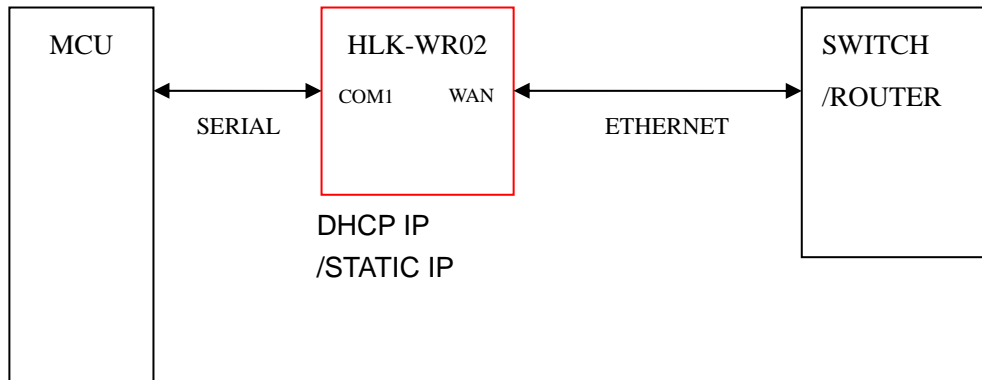 MCU
HLK-WR02
SWITCH
/ROUTER
COM1
WAN
SERIAL
ETHERNET
DHCP IP
/STATIC IP